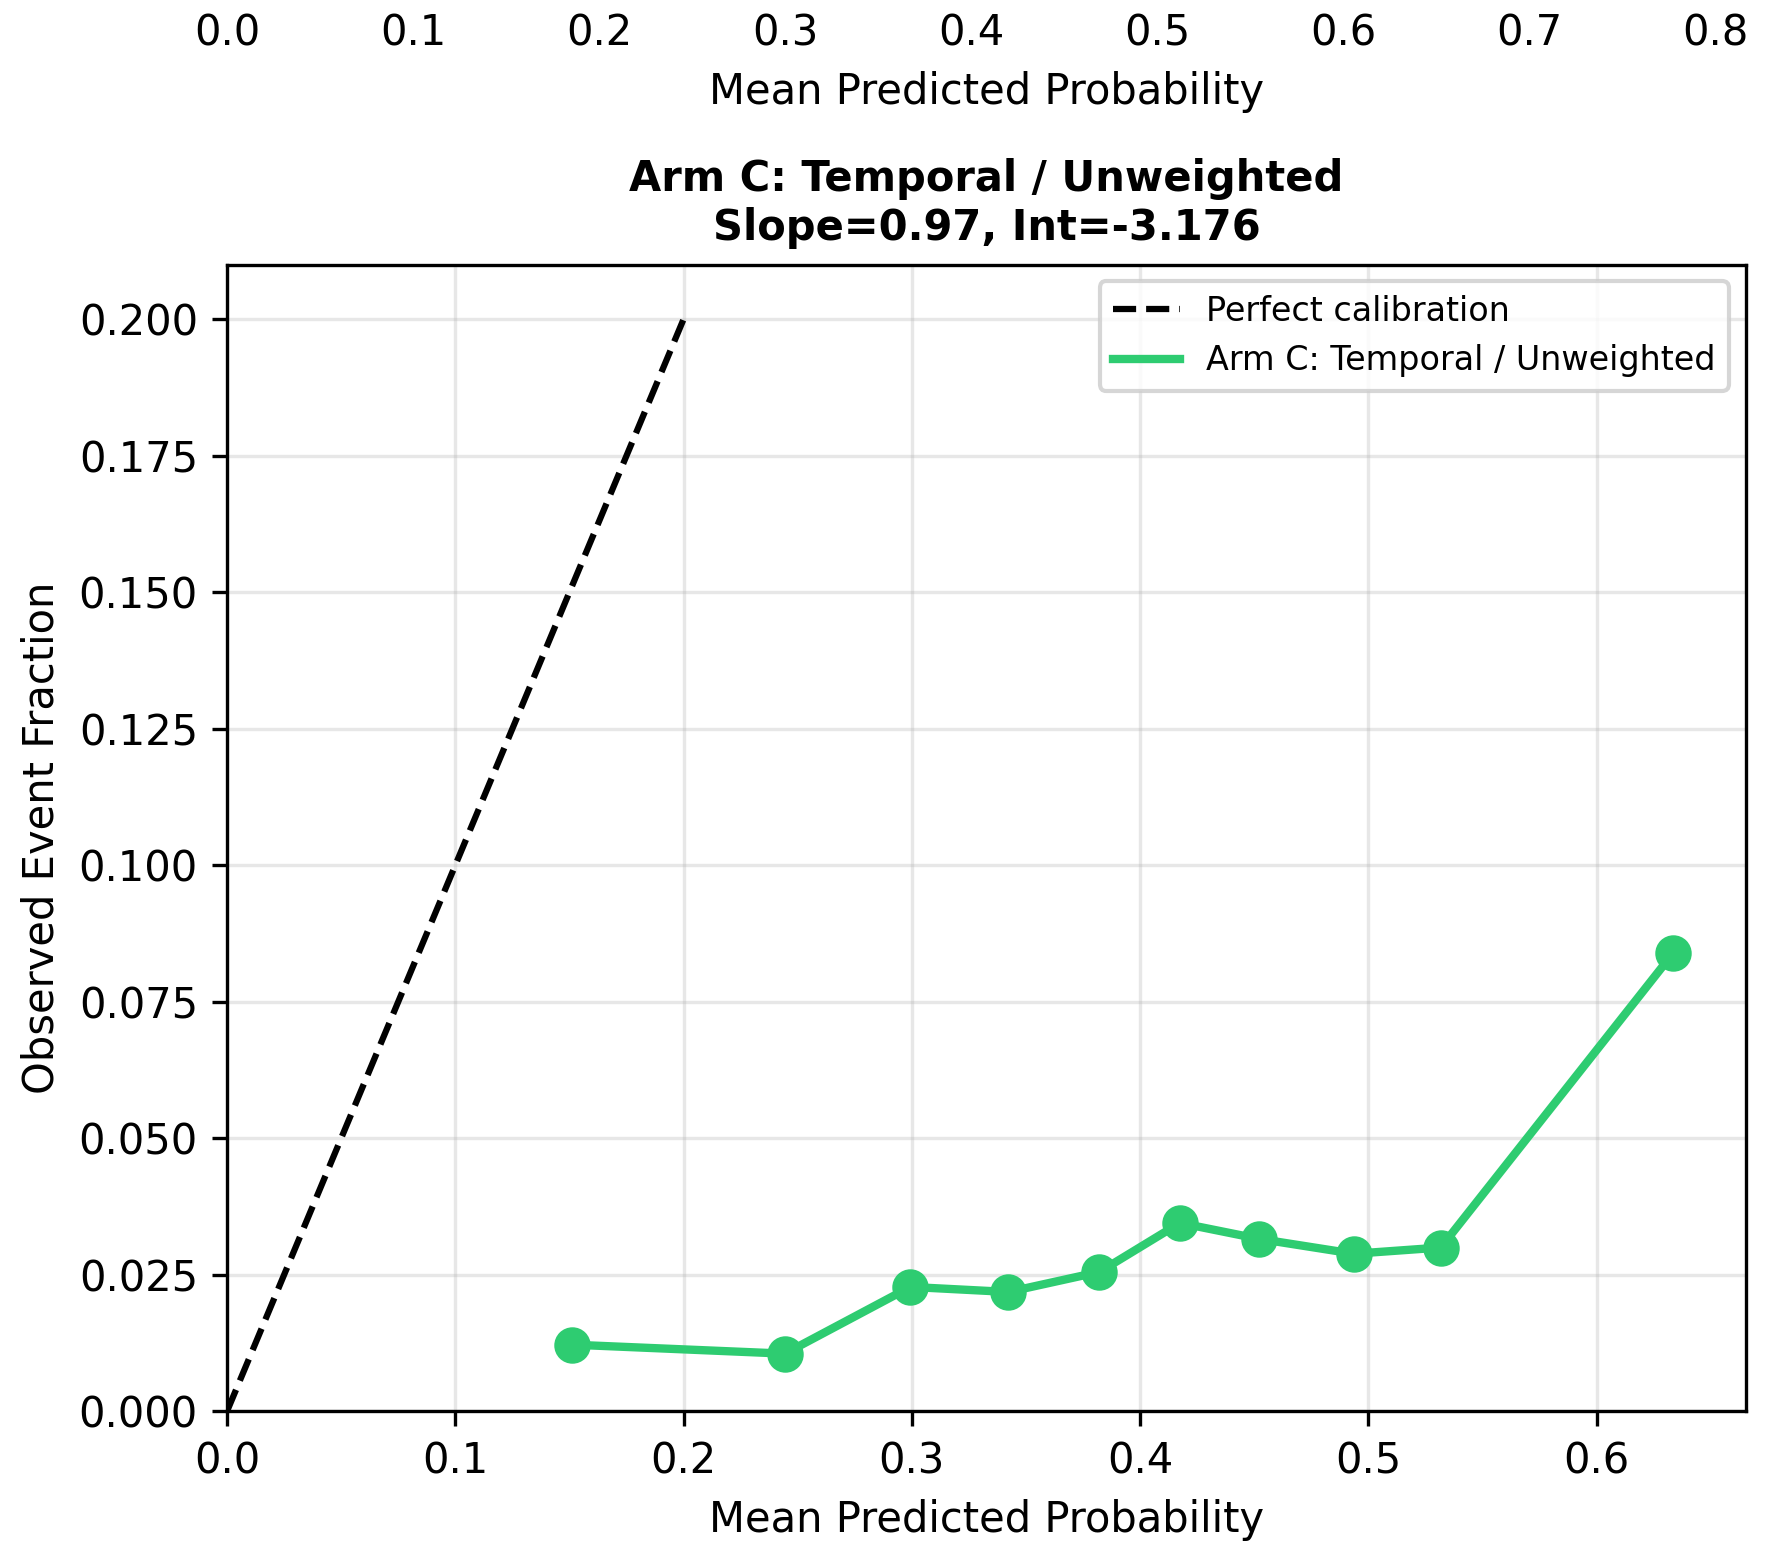 0.0 0.1 0.2 0.3 0.4 0.5 0.6 0.7 0.8
Mean Predicted Probability
Arm C: Temporal / Unweighted
Slope=0.97, Int=-3.176
Perfect calibration
Arm C: Temporal / Unweighted
0.200
0.175
0.150
0.125
0.100
0.075
0.050
0.025
0.000
Observed Event Fraction
0.0 0.1 0.2 0.3 0.4 0.5 0.6
Mean Predicted Probability